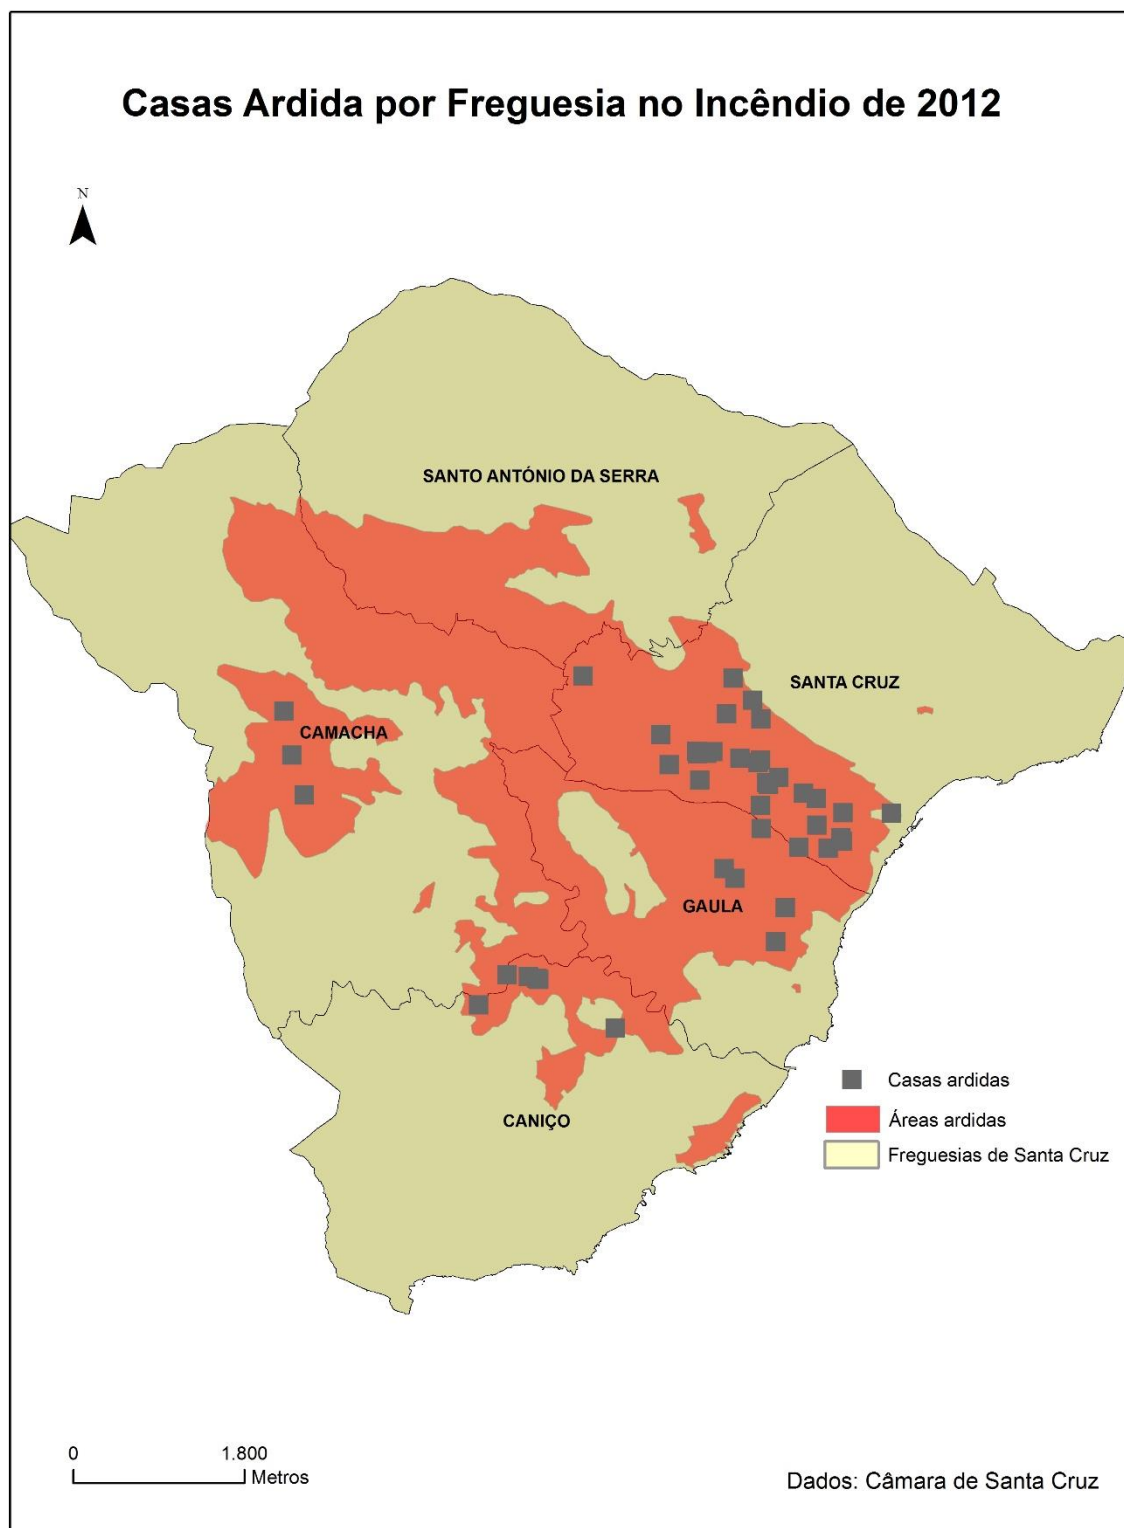 Casas Ardida por Freguesia no Incêndio de 2012
N
SANTO ANTÓNIO DA SERRA
SANTA CRUZ
CAMACHA
GAULA
CANIÇO
Casas ardidas
Áreas ardidas
Freguesias de Santa Cruz
0 1.800
Metros
Dados: Câmara de Santa Cruz